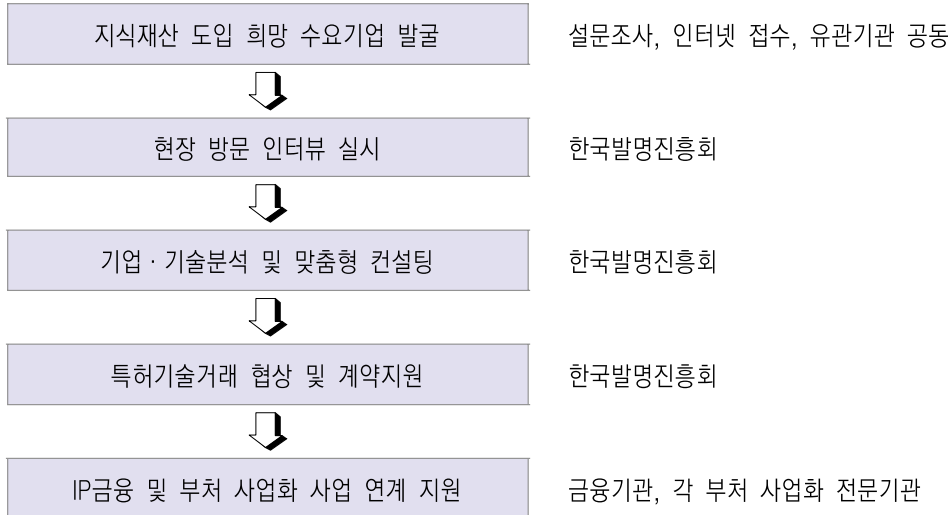 지식재산 도입 희망 수요기업 발굴 설문조사, 인터넷 접수, 유관기관 공동
현장 방문 인터뷰 실시 한국발명진흥회
기업 · 기술분석 및 맞춤형 컨설팅 한국발명진흥회
특허기술거래 협상 및 계약지원 한국발명진흥회
IP금융 및 부처 사업화 사업 연계 지원 금융기관, 각 부처 사업화 전문기관